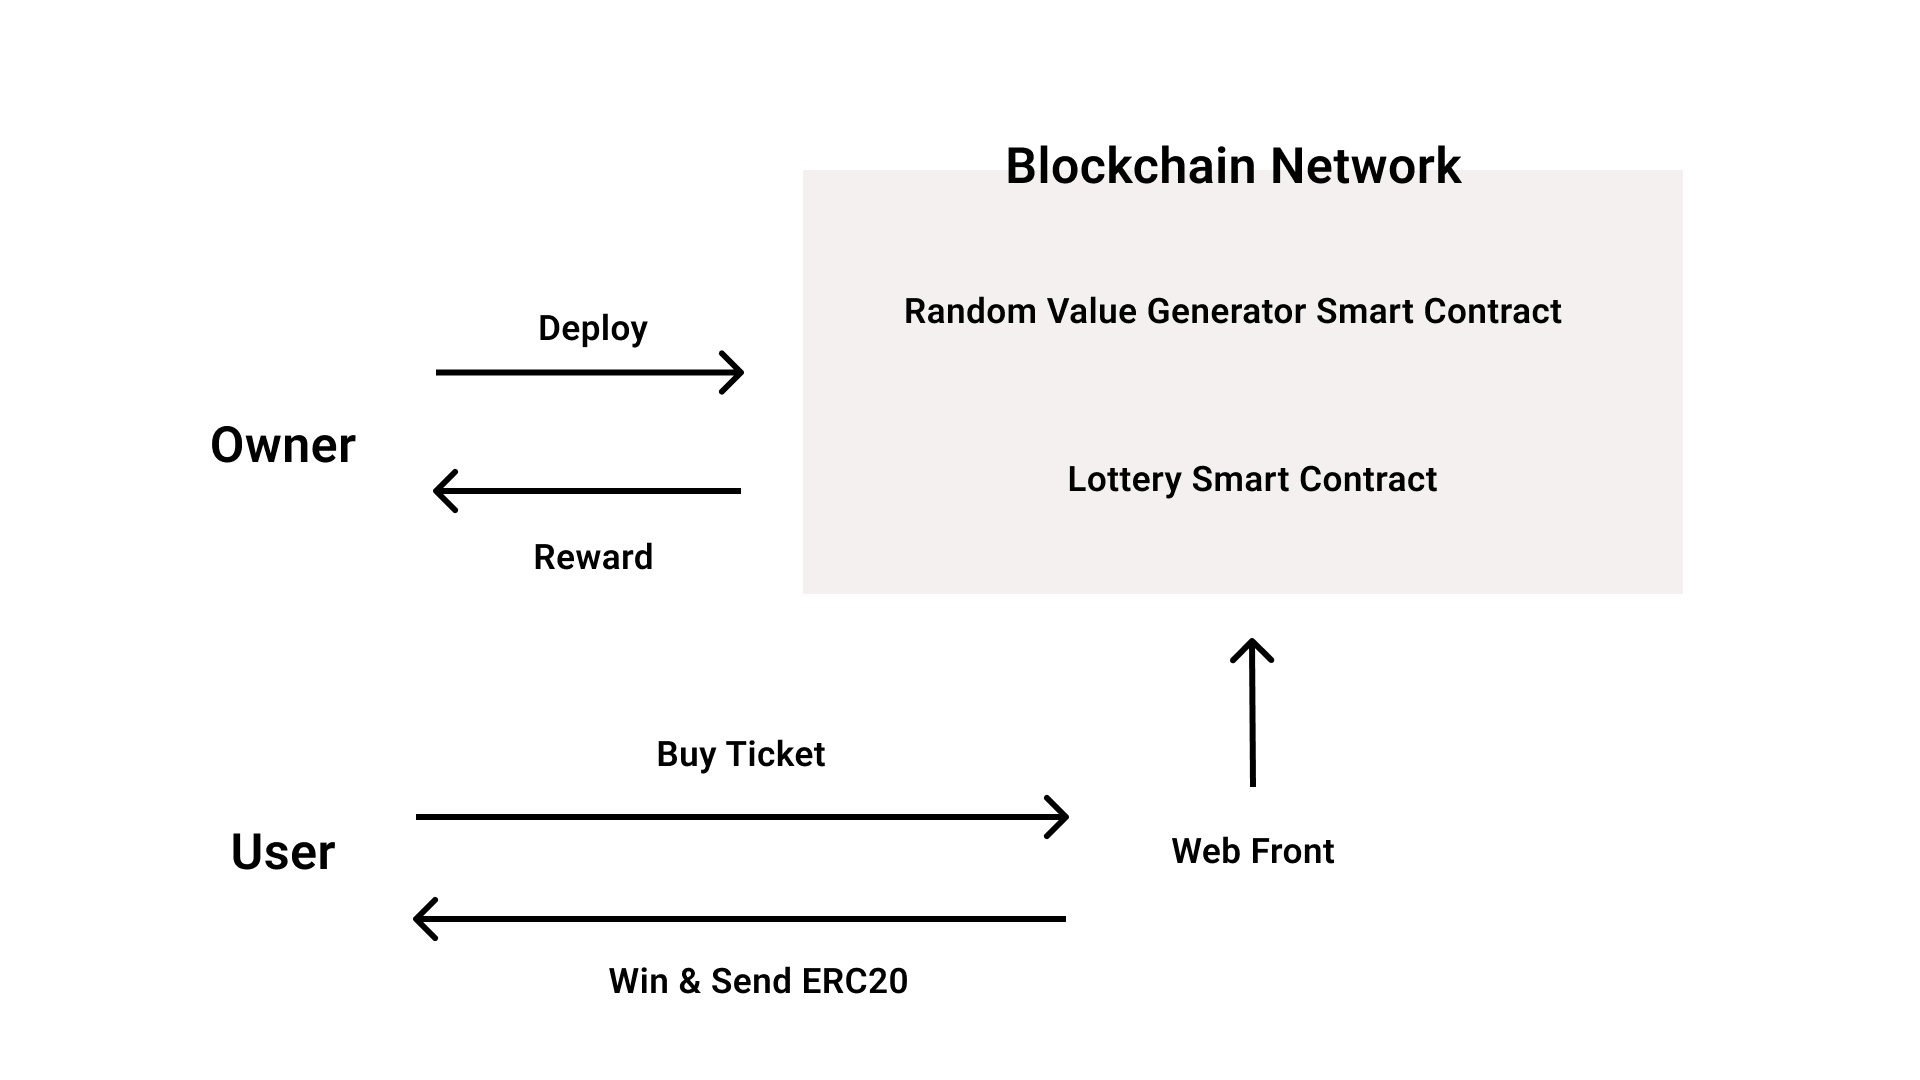 Blockchain Network
Random Value Generator Smart Contract
Deploy
Owner
Lottery Smart Contract
Reward
Buy Ticket
User
Web Front
Win & Send ERC20